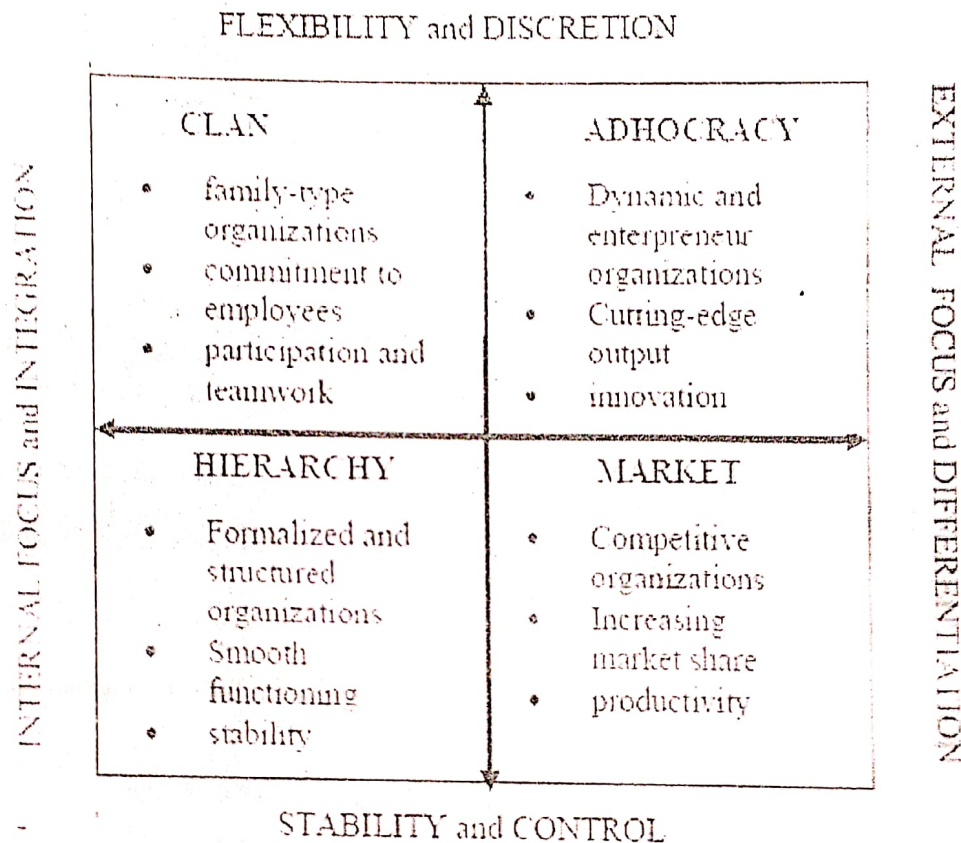 FLEXIBILITY and DISCRETION
CLAN
• family-type
organizations
• commitment to
employees
• participation and
teamwork
ADHOCRACY
• Dynamic and
enterpreneur
organizations
• Cutting-edge
output
• innovation
INTERNAL FOCUS and INTEGRATION
EXTERNAL FOCUS and DIFFERENTIATION
HIERARCHY
• Formalized and
structured
organizations
• Smooth
functioning
• stability
MARKET
• Competitive
organizations
• Increasing
market share
• productivity
STABILITY and CONTROL